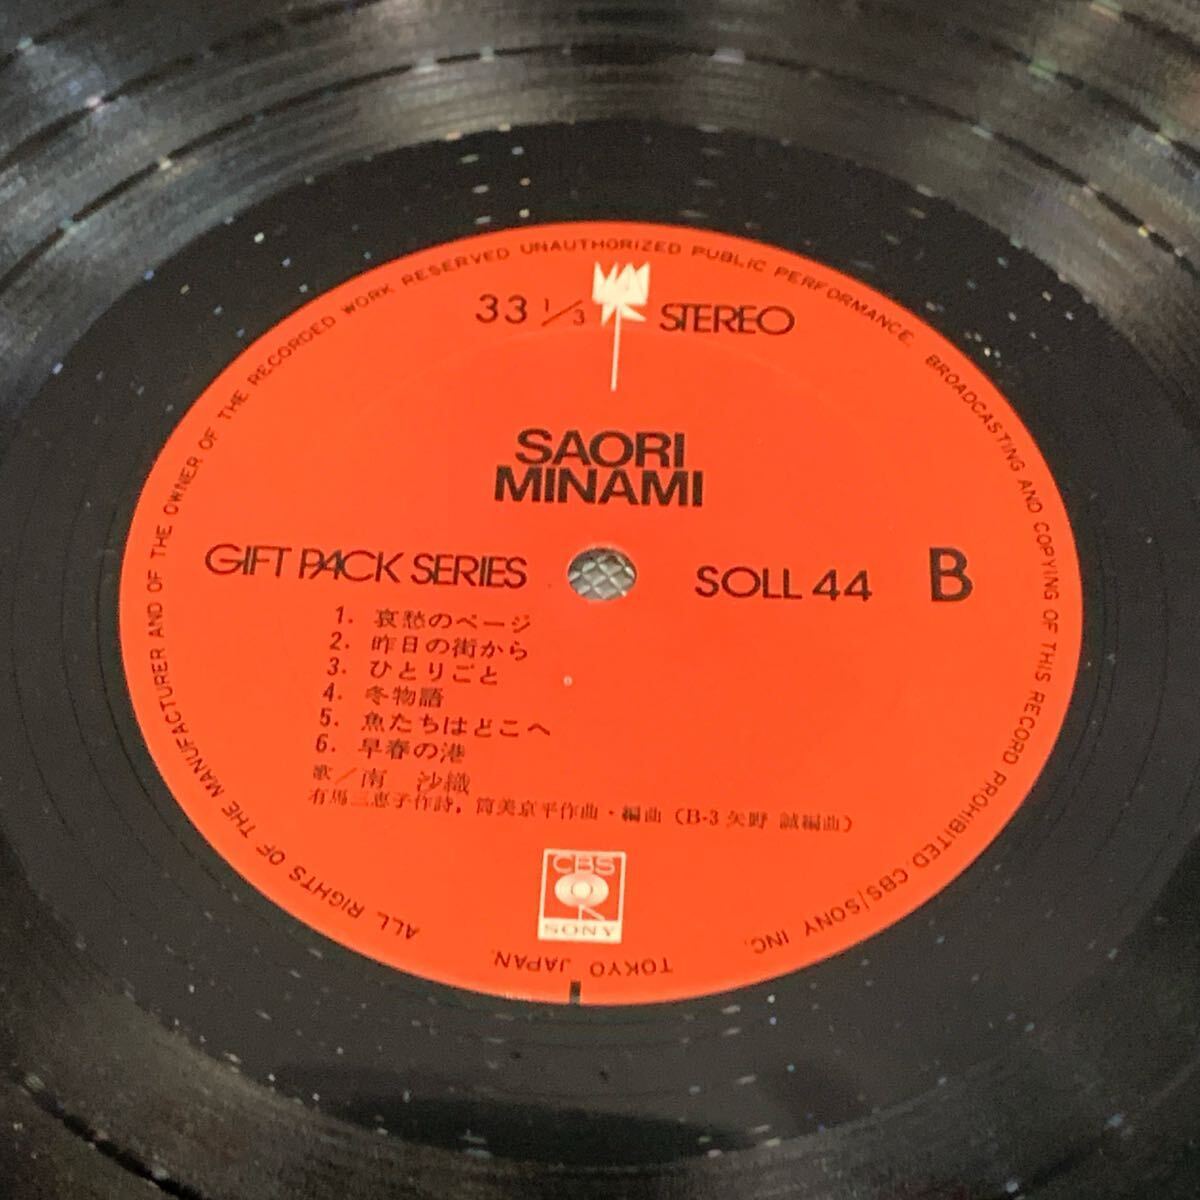 ALL RIGHTS OF THE MANUFACTURER AND OF THE OWNER OF THE RECORDED WORK RESERVED UNAUTHORIZED PUBLIC PERFORMANCE. BROADCASTING AND COPYING OF THIS RECORD PROHIBITED. CBS/SONY INC. TOKYO JAPAN.
33 1/3 STEREO
SAORI
MINAMI
GIFT PACK SERIES SOLL 44 B
1. 哀愁のページ
2. 昨日の街から
3. ひとりごと
4. 冬物語
5. 魚たちはどこへ
6. 早春の港
歌/南 沙織
有馬三恵子作詩, 筒美京平作曲・編曲 (B-3 矢野 誠編曲)
CBS
SONY